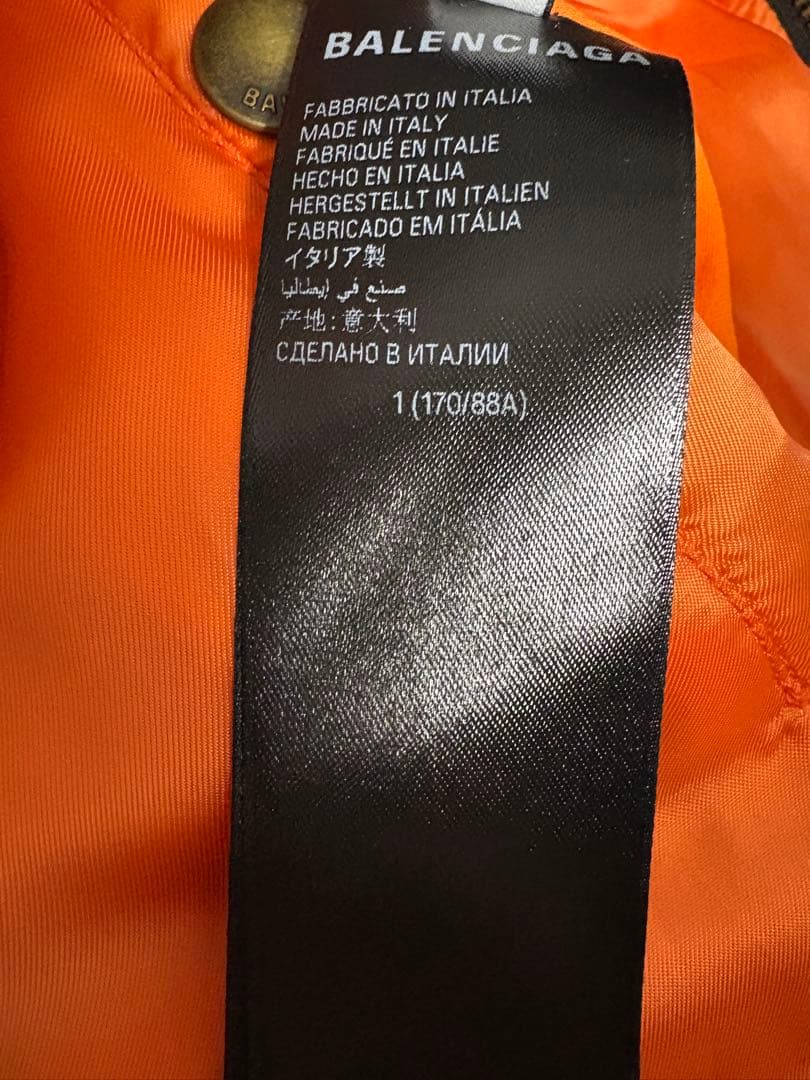 BALENCIAGA
FABBRICATO IN ITALIA
MADE IN ITALY
FABRIQUÉ EN ITALIE
HECHO EN ITALIA
HERGESTELLT IN ITALIEN
FABRICADO EM ITÁLIA
イタリア製
صنع في إيطاليا
产地:意大利
СДЕЛАНО В ИТАЛИИ
1 (170/88A)